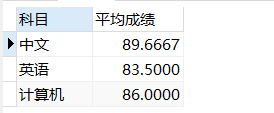 科目 平均成绩
中文 89.6667
英语 83.5000
计算机 86.0000